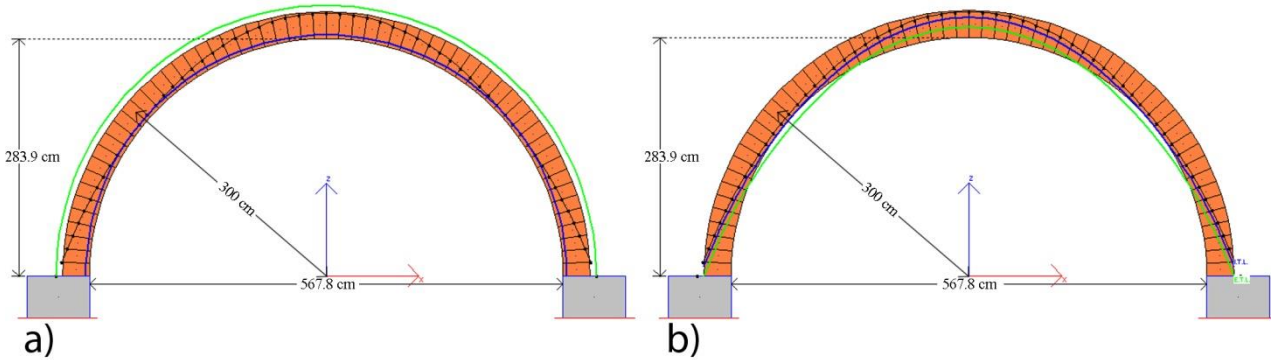 283.9 cm
300 cm
z
x
567.8 cm
a)
283.9 cm
300 cm
z
x
567.8 cm
I.T.L.
E.T.L.
b)